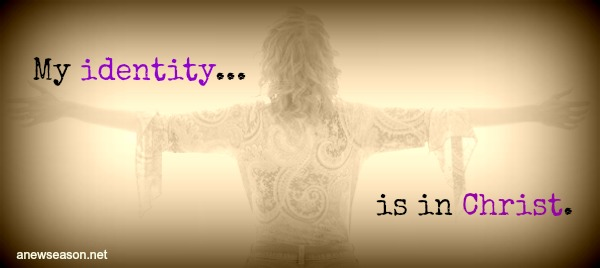 My identity...
is in Christ.
anewseason.net